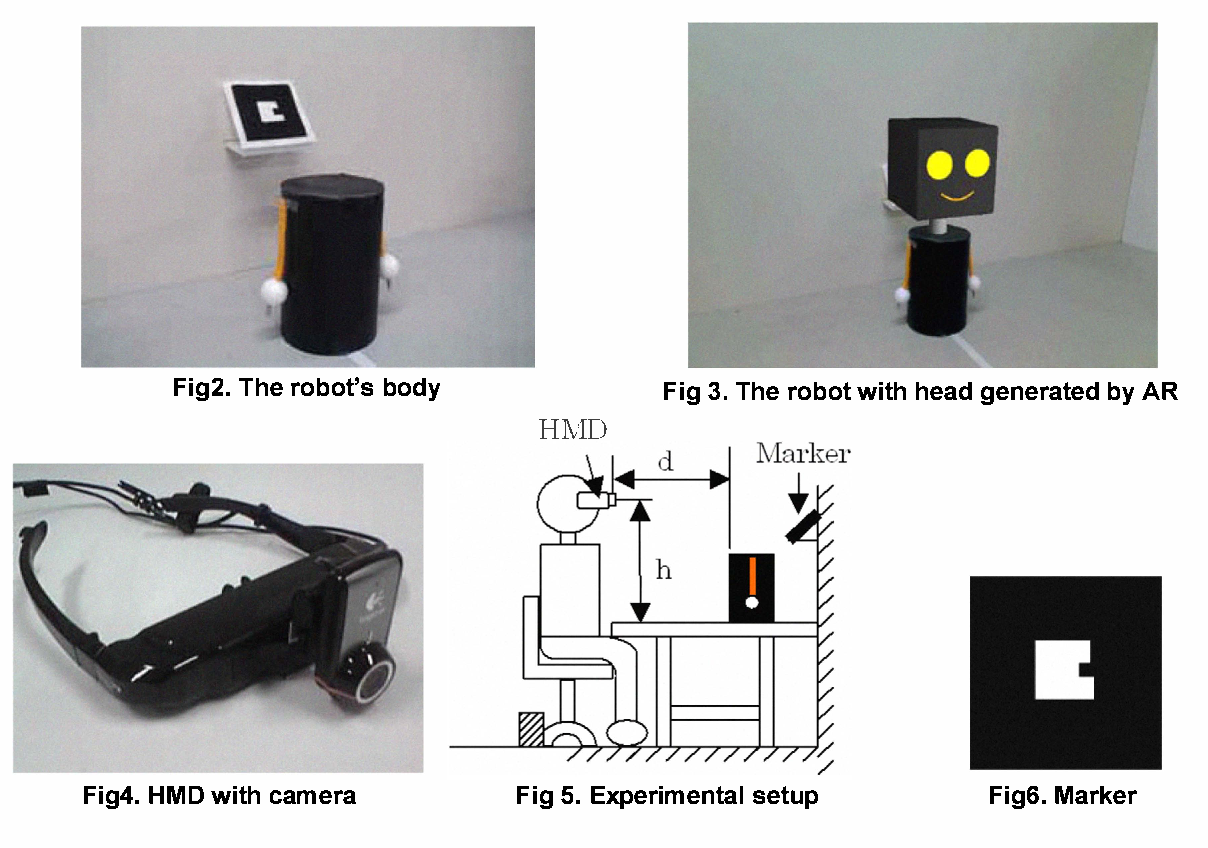 Fig2. The robot's body
Fig 3. The robot with head generated by AR
HMD
d
Marker
h
Fig4. HMD with camera
Fig 5. Experimental setup
Fig6. Marker